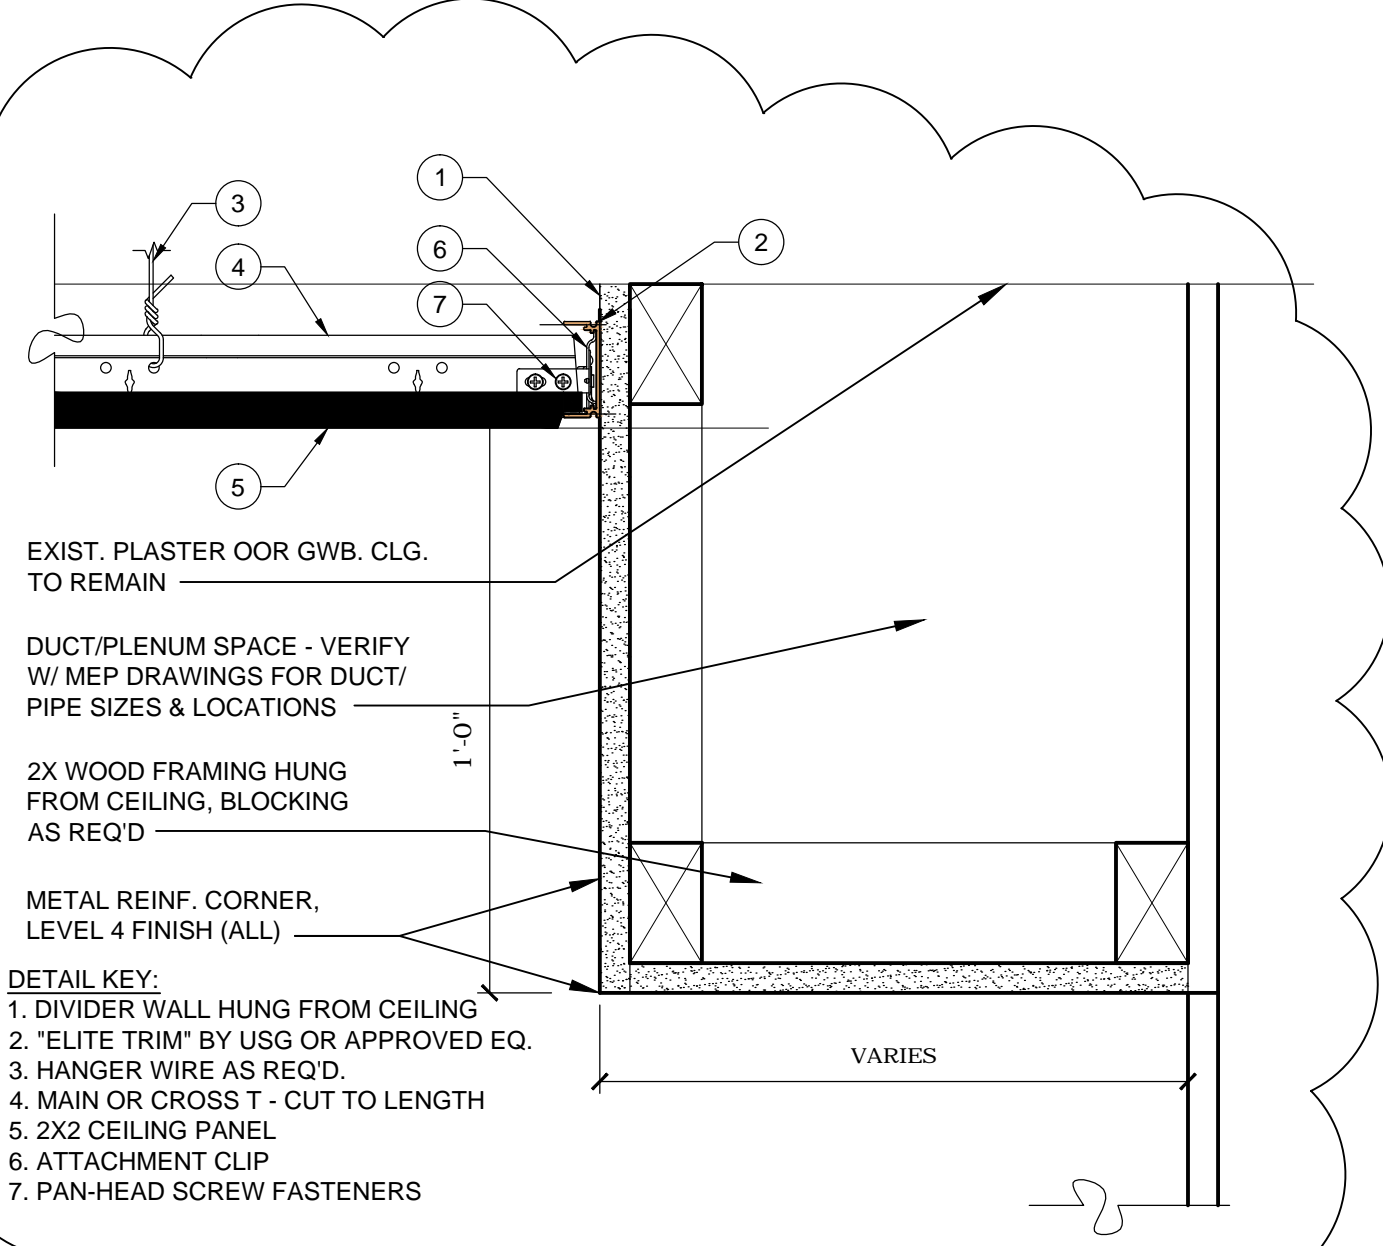 3
1
4
6
2
7
5
EXIST. PLASTER OOR GWB. CLG.
TO REMAIN
DUCT/PLENUM SPACE - VERIFY
W/ MEP DRAWINGS FOR DUCT/
PIPE SIZES & LOCATIONS
1'-0"
2X WOOD FRAMING HUNG
FROM CEILING, BLOCKING
AS REQ'D
METAL REINF. CORNER,
LEVEL 4 FINISH (ALL)
DETAIL KEY:
1. DIVIDER WALL HUNG FROM CEILING
2. "ELITE TRIM" BY USG OR APPROVED EQ.
3. HANGER WIRE AS REQ'D.
4. MAIN OR CROSS T - CUT TO LENGTH
5. 2X2 CEILING PANEL
6. ATTACHMENT CLIP
7. PAN-HEAD SCREW FASTENERS
VARIES